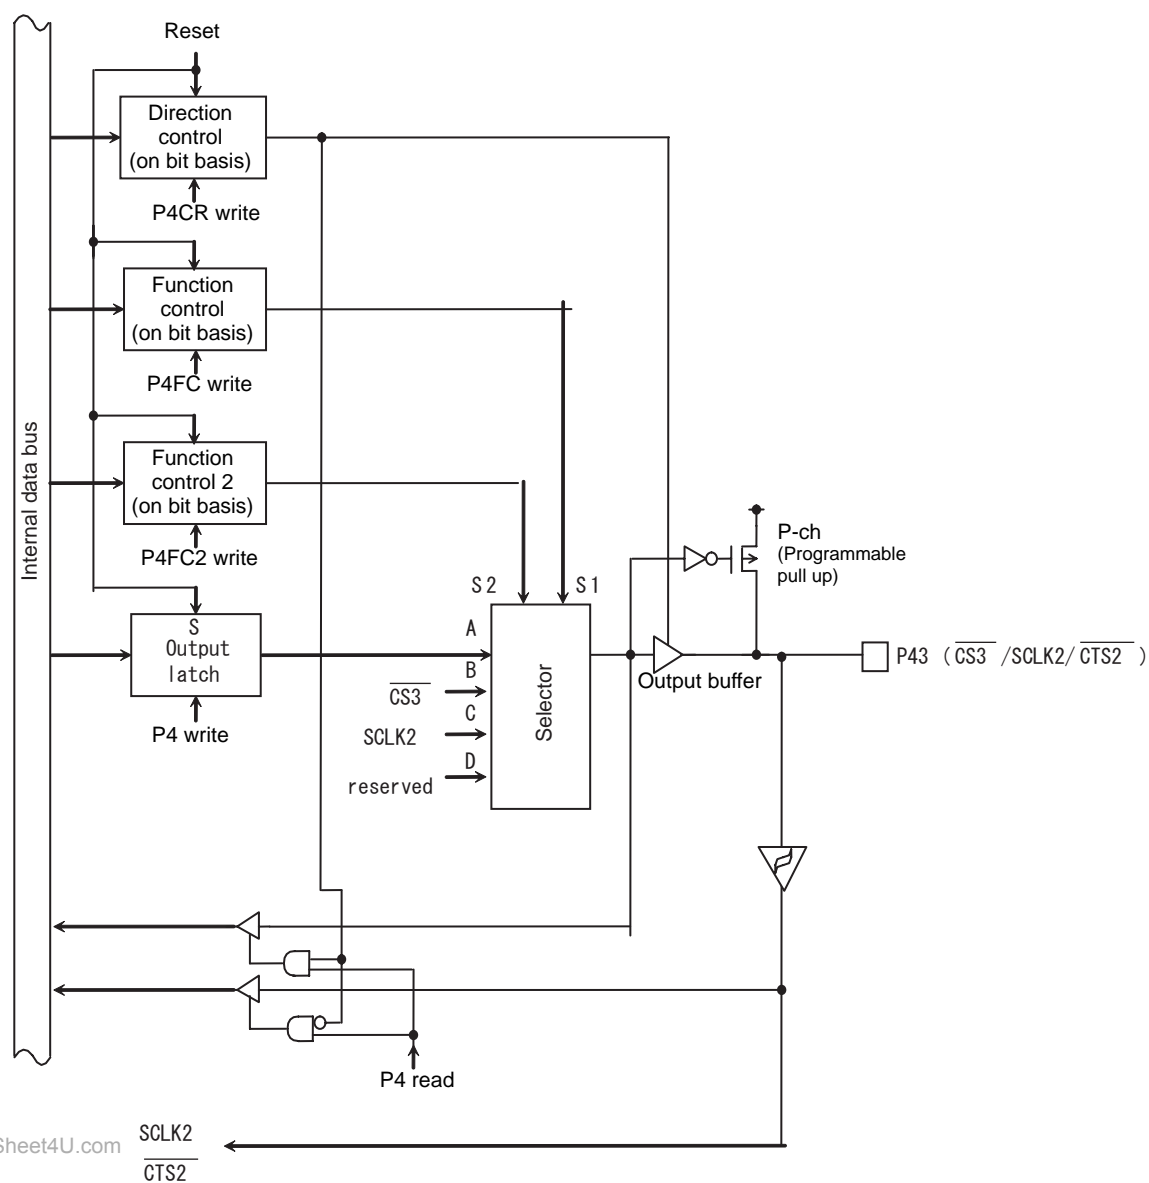 Reset
Direction
control
(on bit basis)
P4CR write
Function
control
(on bit basis)
P4FC write
Internal data bus
Function
control 2
(on bit basis)
P4FC2 write
P-ch
(Programmable
pull up)
S2
S1
S
Output
latch
P4 write
A
B
CS3
C
SCLK2
D
reserved
Selector
Output buffer
P43 (CS3/SCLK2/CTS2)
P4 read
Sheet4U.com
SCLK2
CTS2